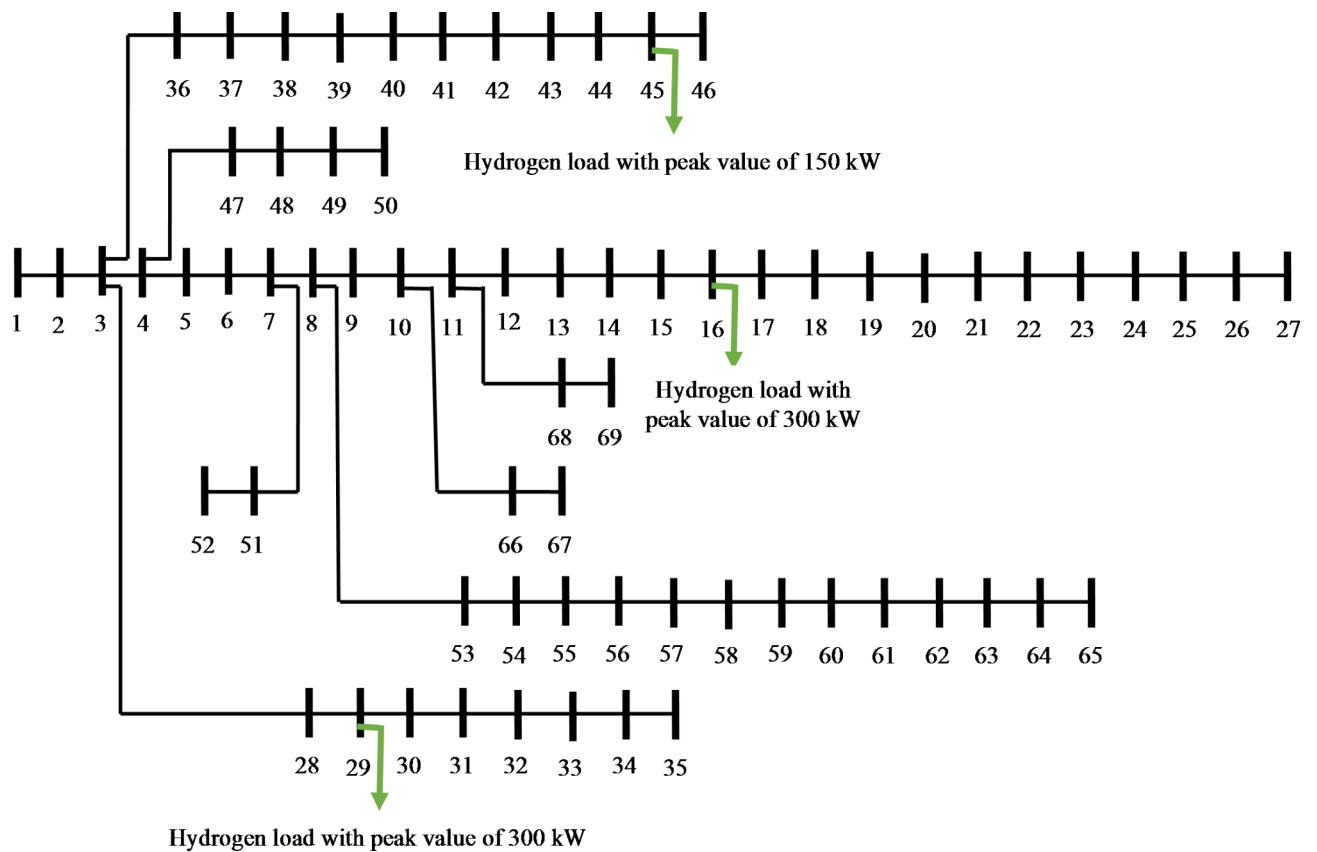 36 37 38 39 40 41 42 43 44 45 46
Hydrogen load with peak value of 150 kW
47 48 49 50
1 2 3 4 5 6 7 8 9 10 11 12 13 14 15 16 17 18 19 20 21 22 23 24 25 26 27
Hydrogen load with
peak value of 300 kW
68 69
52 51
66 67
53 54 55 56 57 58 59 60 61 62 63 64 65
28 29 30 31 32 33 34 35
Hydrogen load with peak value of 300 kW